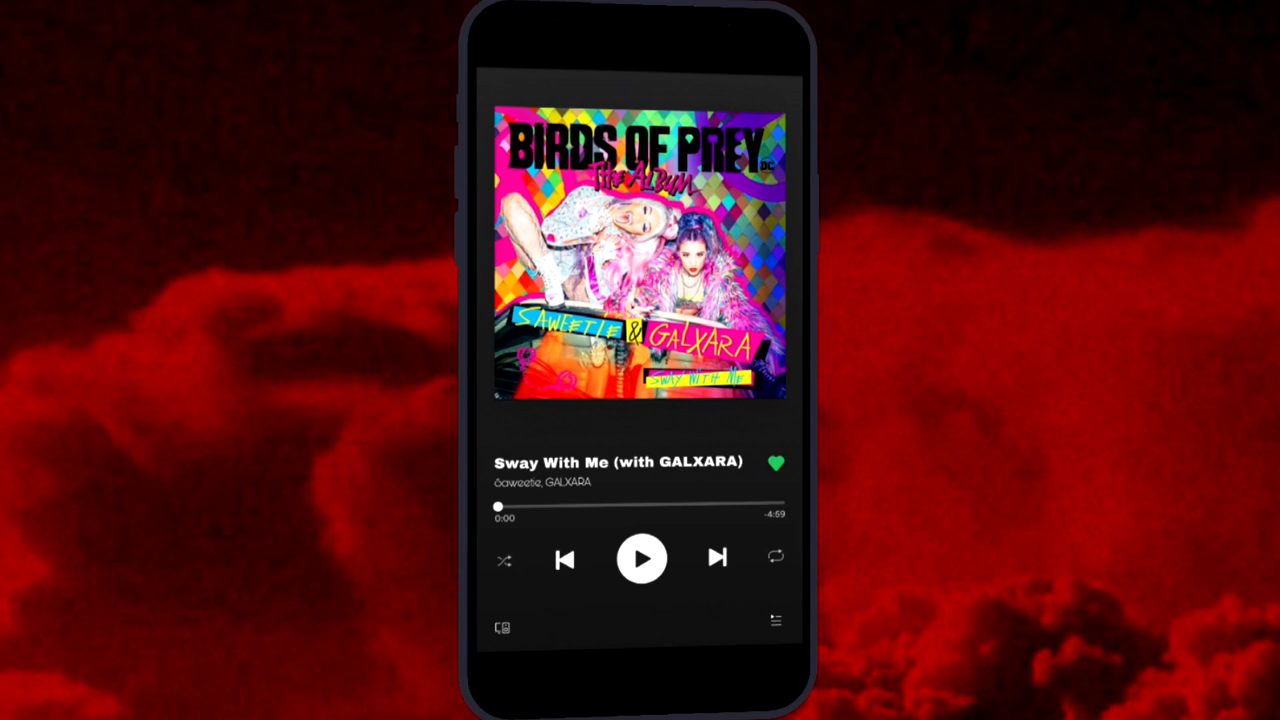 BIRDS OF PREY
DC
THE ALBUM
SAWEETIE & GALXARA
SWAY WITH ME
Sway With Me (with GALXARA)
Saweetie, GALXARA
0:00
-4:59